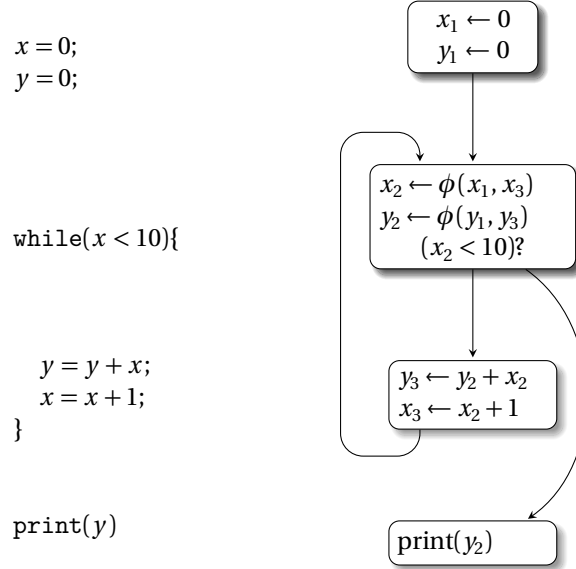 x = 0;
y = 0;
while(x < 10){
y = y + x;
x = x + 1;
}
print(y)
x₁ ← 0
y₁ ← 0
x₂ ← ϕ(x₁, x₃)
y₂ ← ϕ(y₁, y₃)
(x₂ < 10)?
y₃ ← y₂ + x₂
x₃ ← x₂ + 1
print(y₂)